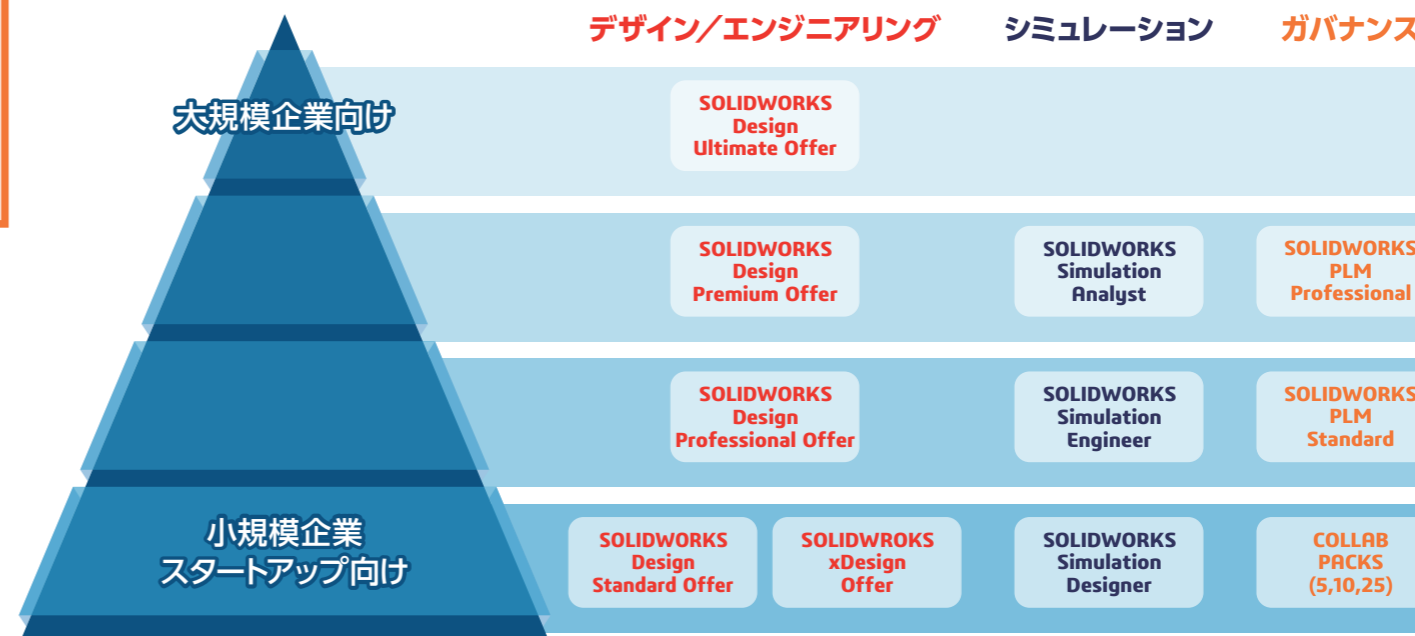 デザイン／エンジニアリング
シミュレーション
ガバナンス
大規模企業向け
SOLIDWORKS
Design
Ultimate Offer
SOLIDWORKS
Design
Premium Offer
SOLIDWORKS
Simulation
Analyst
SOLIDWORKS
PLM
Professional
SOLIDWORKS
Design
Professional Offer
SOLIDWORKS
Simulation
Engineer
SOLIDWORKS
PLM
Standard
小規模企業
スタートアップ向け
SOLIDWORKS
Design
Standard Offer
SOLIDWROKS
xDesign
Offer
SOLIDWORKS
Simulation
Designer
COLLAB
PACKS
(5,10,25)